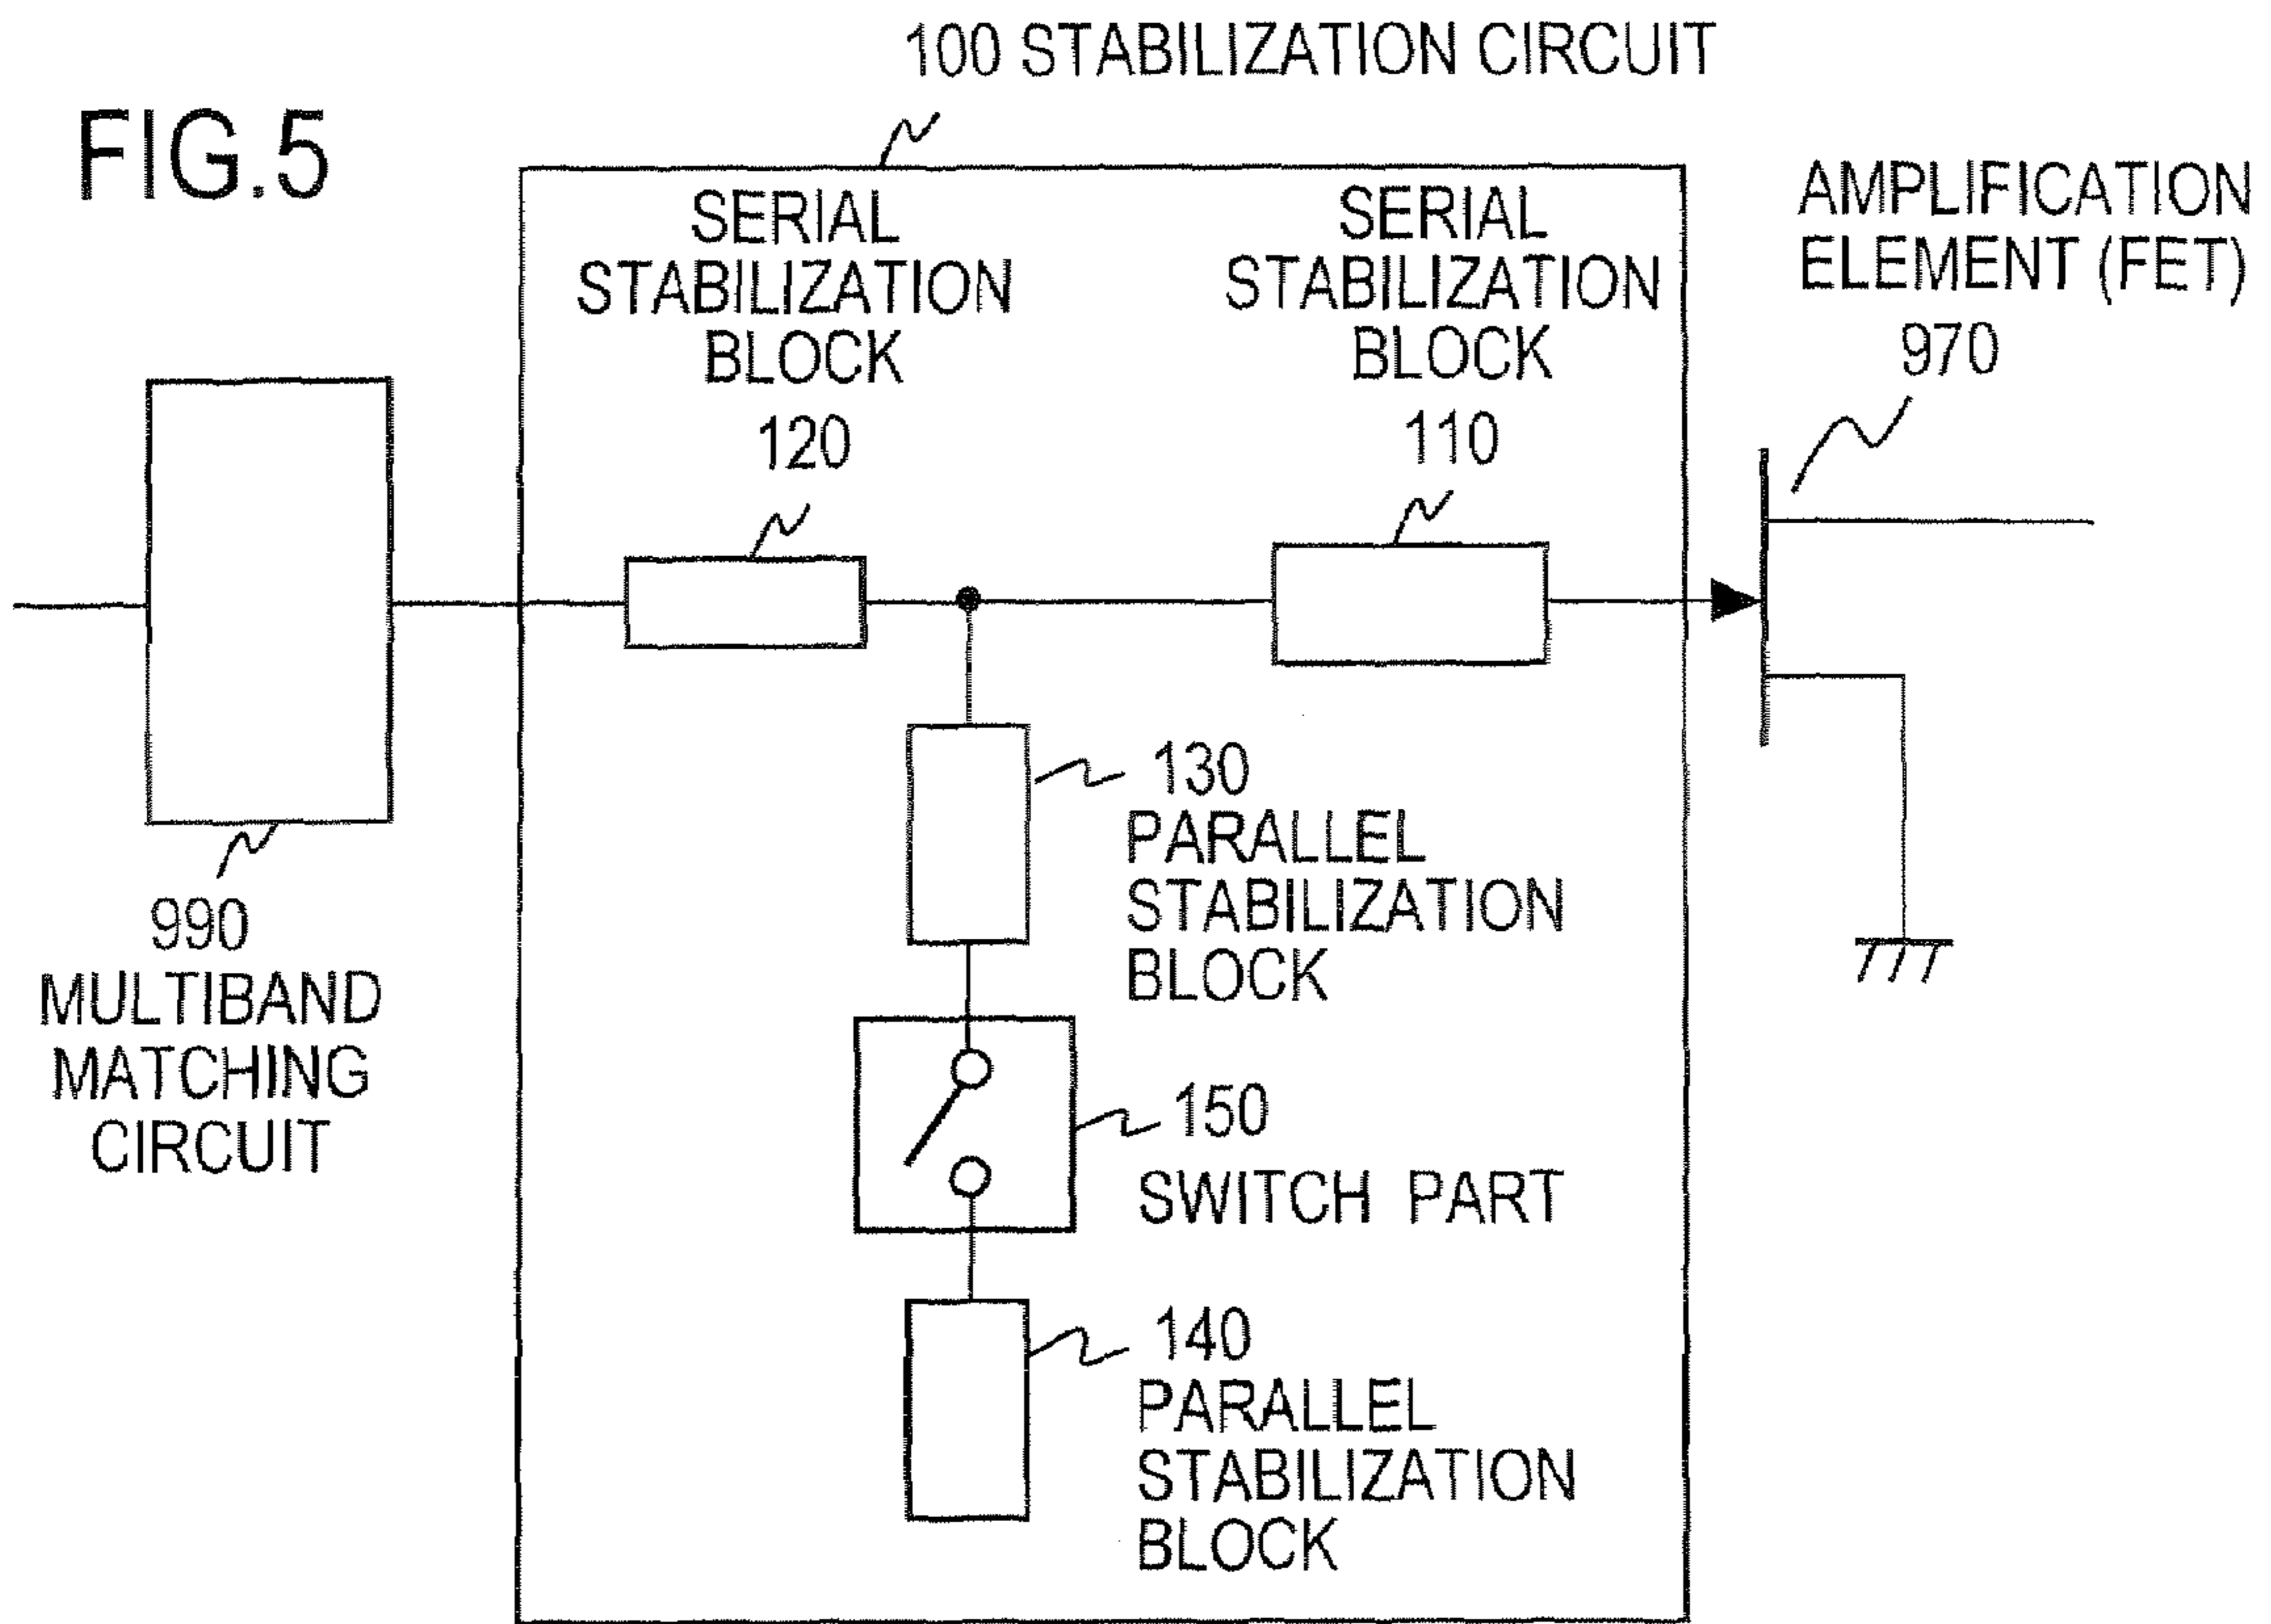 FIG.5
100 STABILIZATION CIRCUIT
SERIAL
STABILIZATION
BLOCK
120
SERIAL
STABILIZATION
BLOCK
110
AMPLIFICATION
ELEMENT (FET)
970
990
MULTIBAND
MATCHING
CIRCUIT
130
PARALLEL
STABILIZATION
BLOCK
150
SWITCH PART
140
PARALLEL
STABILIZATION
BLOCK